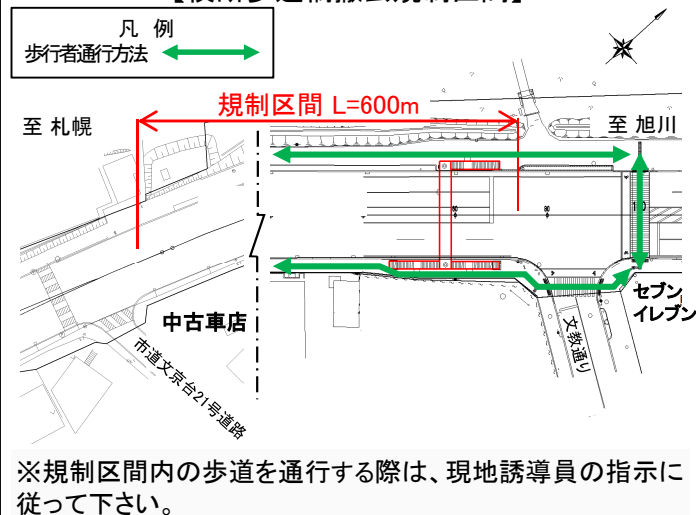 凡 例
歩行者通行方法
至 札幌
規制区間 L=600m
至 旭川
中古車店
市道文京台21号道路
文教通り
セブン
イレブン
※規制区間内の歩道を通行する際は、現地誘導員の指示に
従って下さい。